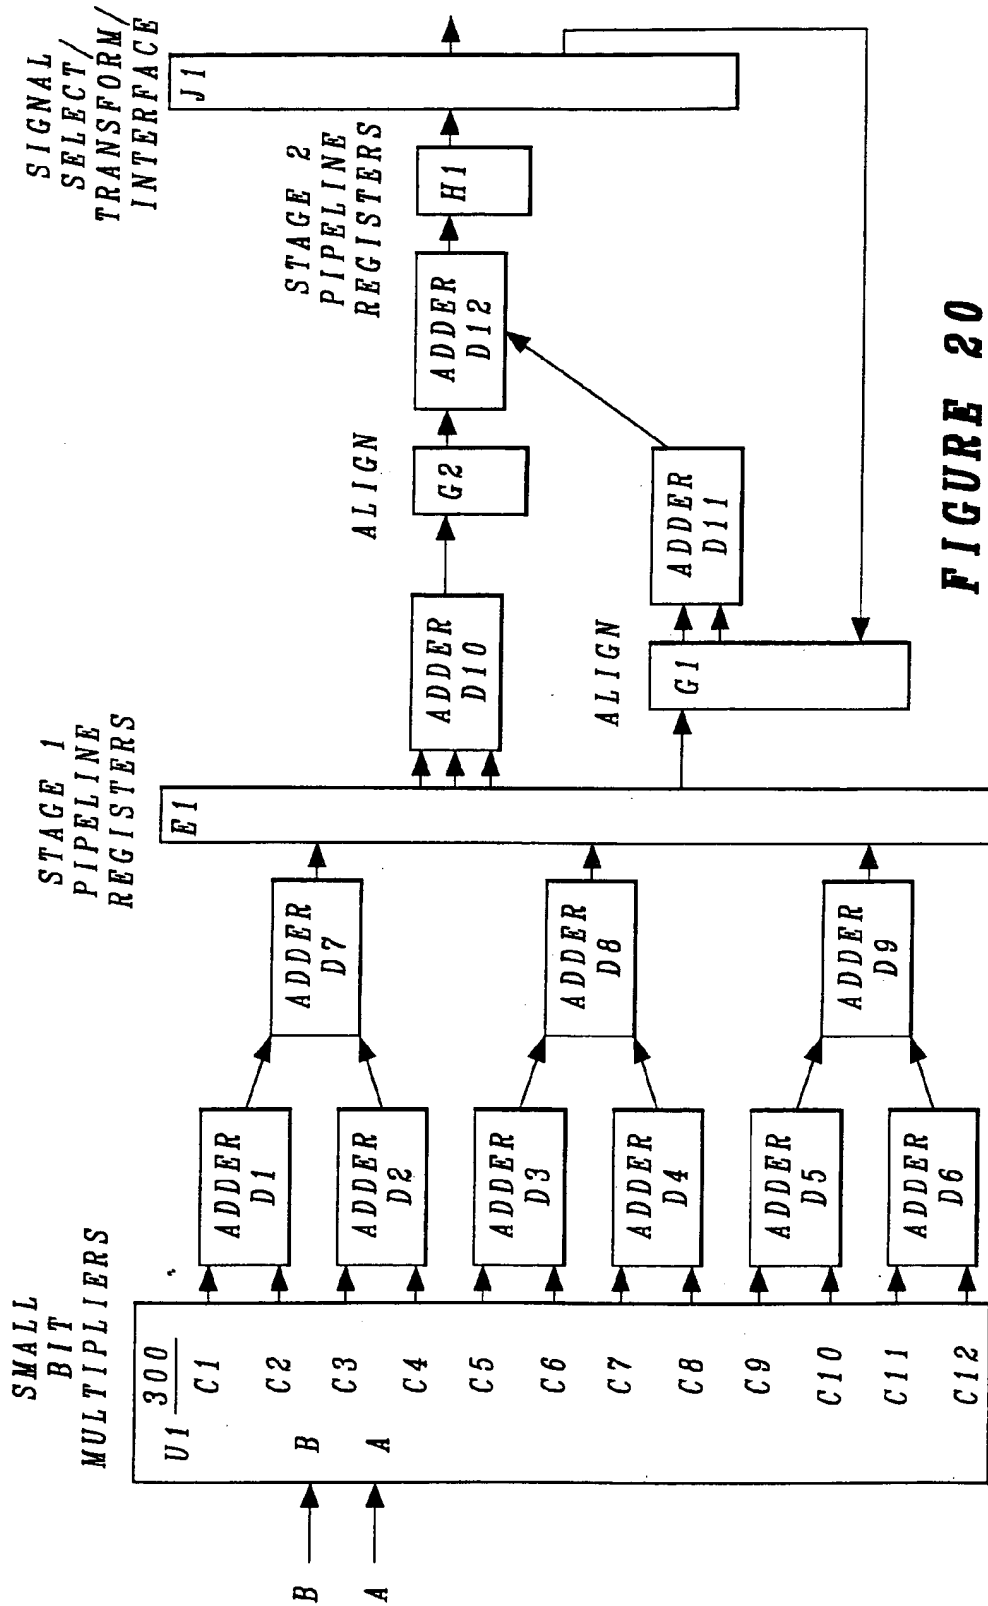 SMALL
BIT
MULTIPLIERS
U1 300
B
A
B
A
C1
C2
C3
C4
C5
C6
C7
C8
C9
C10
C11
C12
ADDER
D1
ADDER
D2
ADDER
D3
ADDER
D4
ADDER
D5
ADDER
D6
ADDER
D7
ADDER
D8
ADDER
D9
STAGE 1
PIPELINE
REGISTERS
E1
ADDER
D10
ALIGN
G1
ALIGN
G2
ADDER
D11
ADDER
D12
STAGE 2
PIPELINE
REGISTERS
H1
SIGNAL
SELECT/
TRANSFORM/
INTERFACE
J1
FIGURE 20